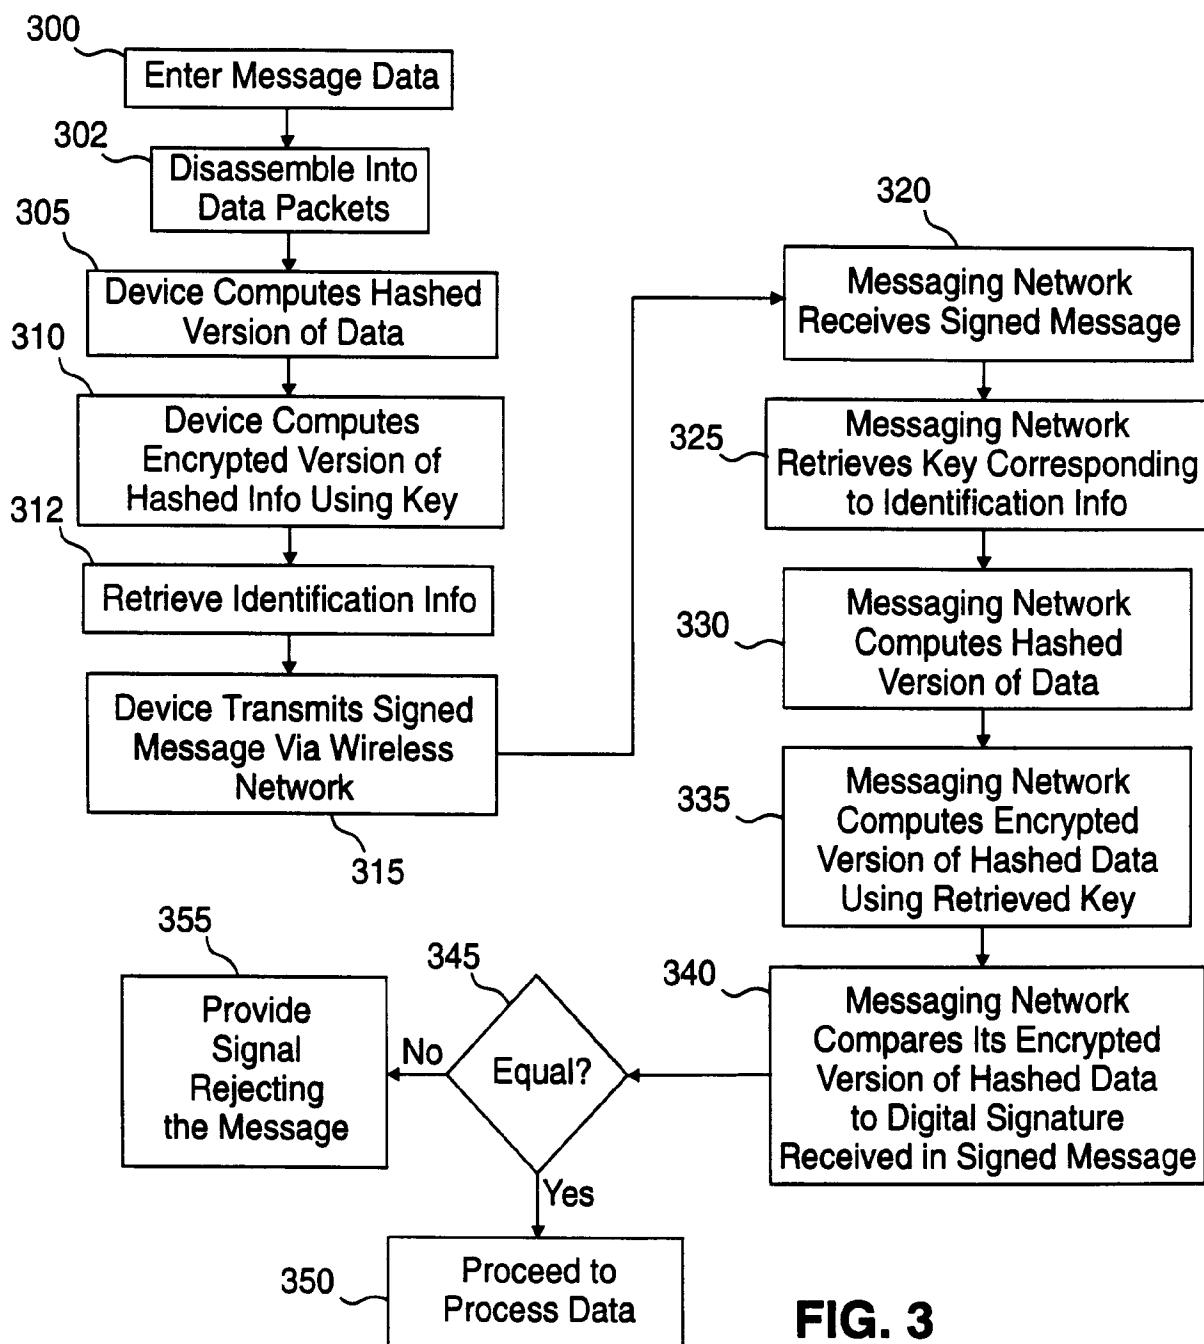 300
Enter Message Data
302
Disassemble Into
Data Packets
305
Device Computes Hashed
Version of Data
310
Device Computes
Encrypted Version of
Hashed Info Using Key
312
Retrieve Identification Info
Device Transmits Signed
Message Via Wireless
Network
315
320
Messaging Network
Receives Signed Message
325
Messaging Network
Retrieves Key Corresponding
to Identification Info
330
Messaging Network
Computes Hashed
Version of Data
335
Messaging Network
Computes Encrypted
Version of Hashed Data
Using Retrieved Key
340
Messaging Network
Compares Its Encrypted
Version of Hashed Data
to Digital Signature
Received in Signed Message
345
Equal?
No
355
Provide
Signal
Rejecting
the Message
Yes
350
Proceed to
Process Data
FIG. 3